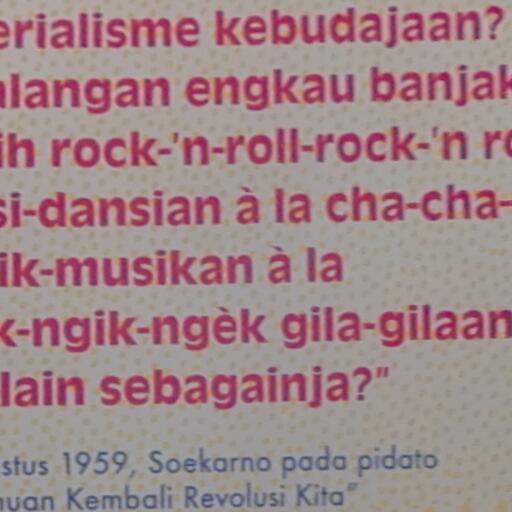 erialisme kebudajaan?
alangan engkau banjak
ih rock-'n-roll-rock-'n ro
si-dansian à la cha-cha-
ik-musikan à la
k-ngik-ngèk gila-gilaan
lain sebagainja?"
stus 1959, Soekarno pada pidato
nuan Kembali Revolusi Kita"